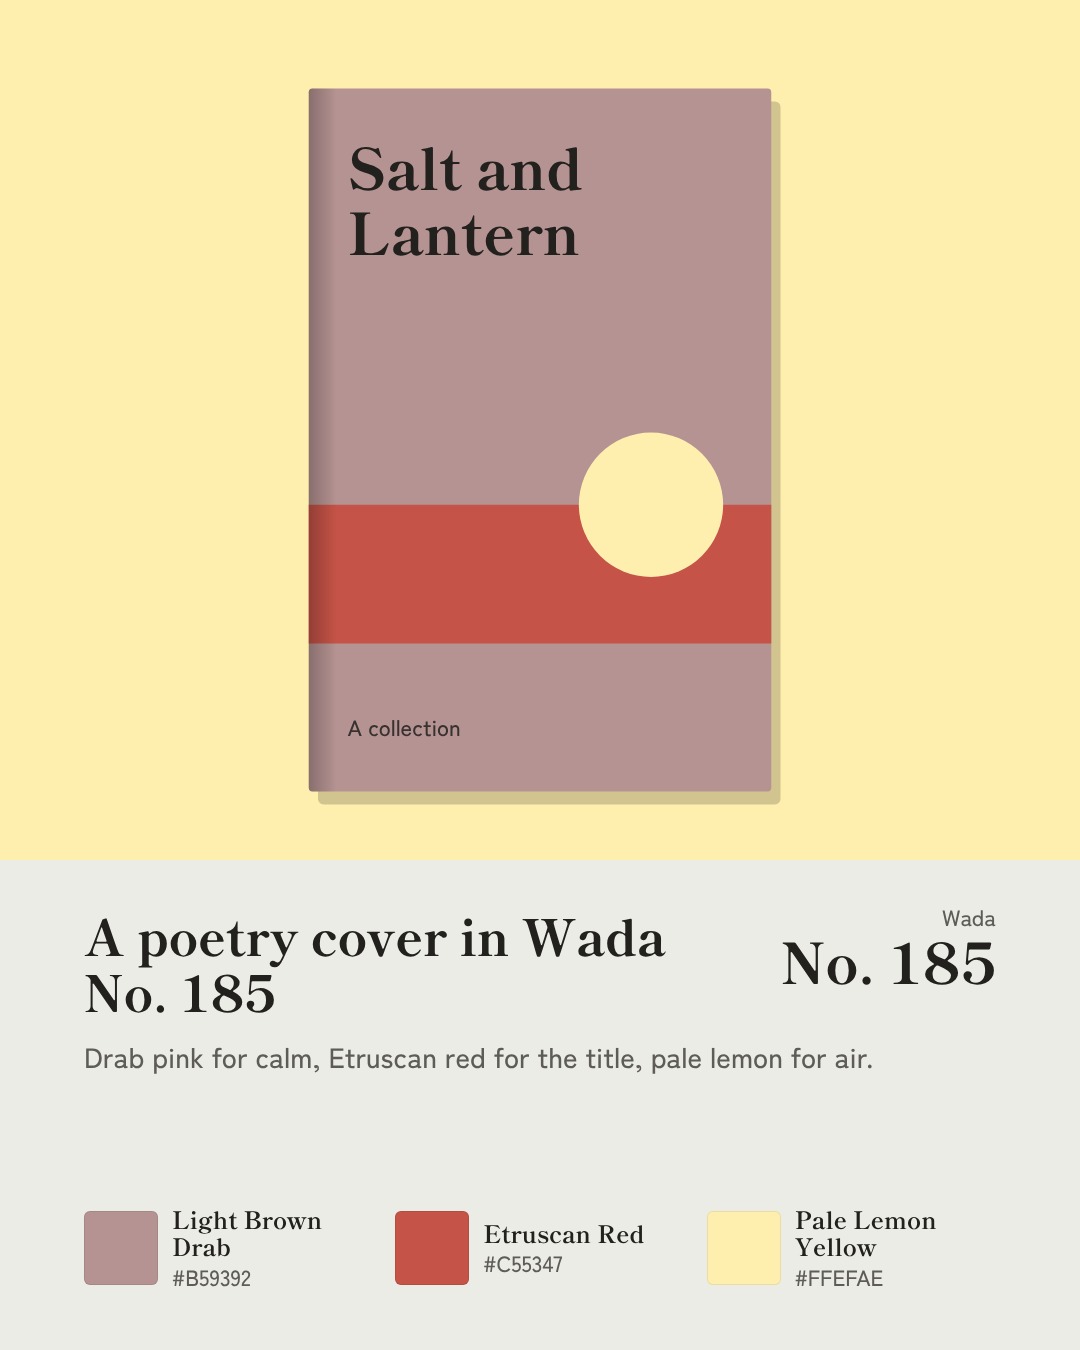 Salt and
Lantern
A collection
A poetry cover in Wada
No. 185
Wada
No. 185
Drab pink for calm, Etruscan red for the title, pale lemon for air.
Light Brown
Drab
#B59392
Etruscan Red
#C55347
Pale Lemon
Yellow
#FFEFAE